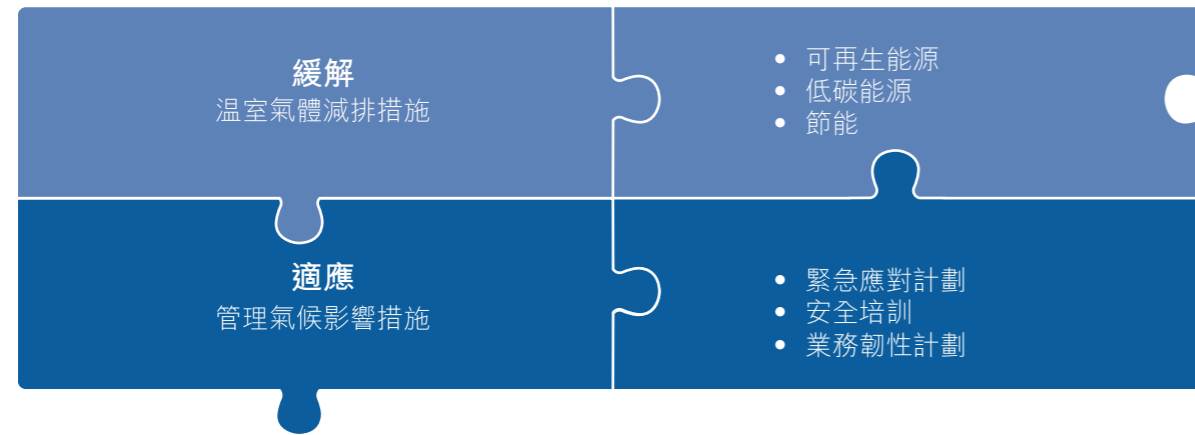 緩解
温室氣體減排措施
• 可再生能源
• 低碳能源
• 節能
適應
管理氣候影響措施
• 緊急應對計劃
• 安全培訓
• 業務韌性計劃